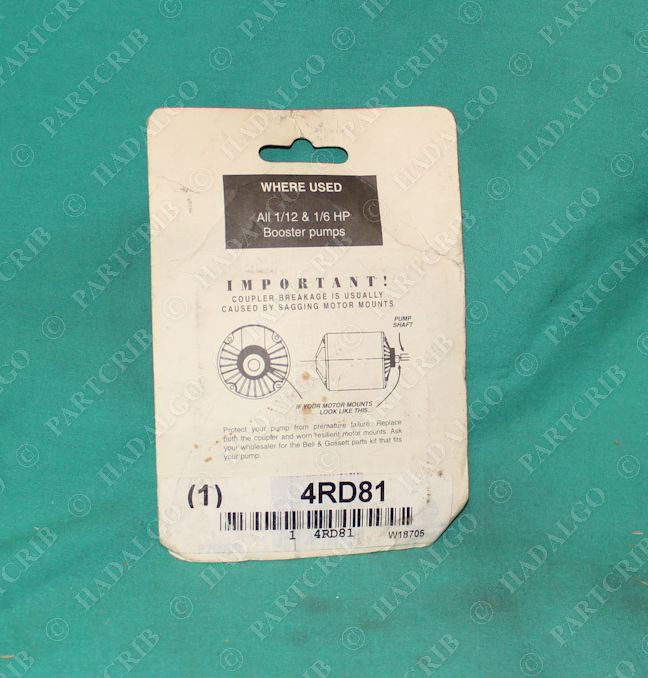 WHERE USED
All 1/12 & 1/6 HP
Booster pumps
IMPORTANT!
COUPLER BREAKAGE IS USUALLY
CAUSED BY SAGGING MOTOR MOUNTS
PUMP
SHAFT
IF YOUR MOTOR MOUNTS
LOOK LIKE THIS...
Protect your pump from premature failure. Replace
both the coupler and worn resilient motor mounts. Ask
your wholesaler for the Bell & Gossett parts kit that fits
your pump.
(1) 4RD81
1 4RD81
W18705
© HADALGO PARTCRIB